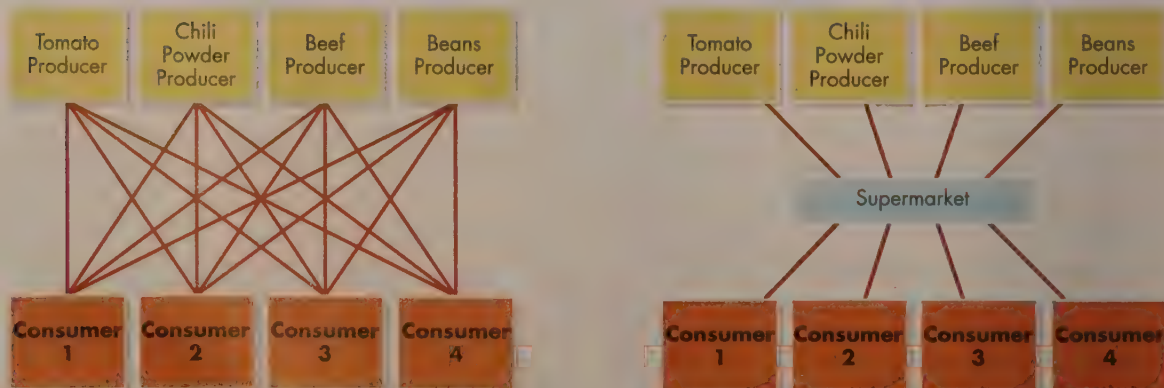 Tomato
Producer
Chili
Powder
Producer
Beef
Producer
Beans
Producer
Consumer
1
Consumer
2
Consumer
3
Consumer
4
Tomato
Producer
Chili
Powder
Producer
Beef
Producer
Beans
Producer
Supermarket
Consumer
1
Consumer
2
Consumer
3
Consumer
4